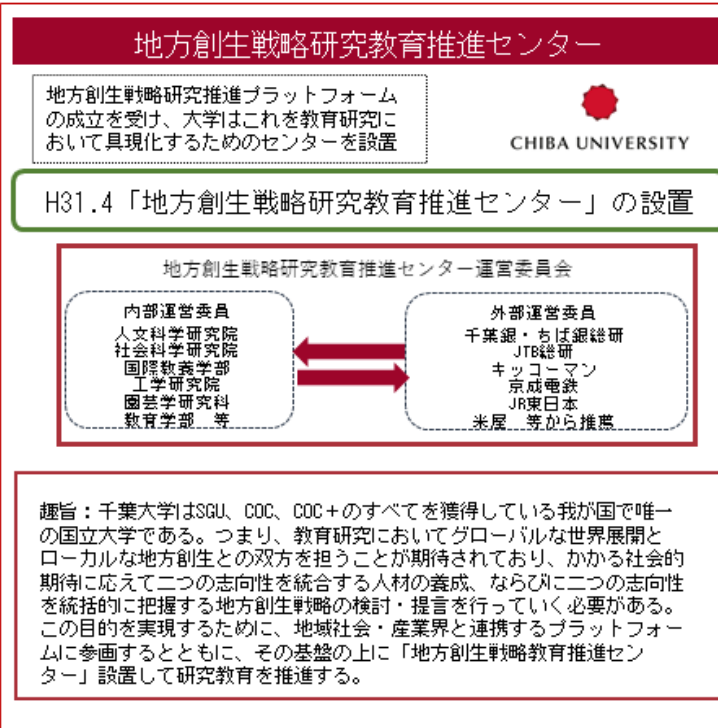 地方創生戦略研究教育推進センター
地方創生戦略研究推進プラットフォーム
の成立を受け、大学はこれを教育研究に
おいて具現化するためのセンターを設置
CHIBA UNIVERSITY
H31.4「地方創生戦略研究教育推進センター」の設置
地方創生戦略研究教育推進センター運営委員会
内部運営委員
人文科学研究院
社会科学研究院
国際教養学部
工学研究院
園芸学研究科
教育学部　等
外部運営委員
千葉銀・ちば銀総研
JTB総研
キッコーマン
京成電鉄
JR東日本
米屋　等から推薦
趣旨：千葉大学はSGU、COC、COC＋のすべてを獲得している我が国で唯一
の国立大学である。つまり、教育研究においてグローバルな世界展開と
ローカルな地方創生との双方を担うことが期待されており、かかる社会的
期待に応えて二つの志向性を統合する人材の養成、ならびに二つの志向性
を統括的に把握する地方創生戦略の検討・提言を行っていく必要がある。
この目的を実現するために、地域社会・産業界と連携するプラットフォー
ムに参画するとともに、その基盤の上に「地方創生戦略教育推進セン
ター」設置して研究教育を推進する。